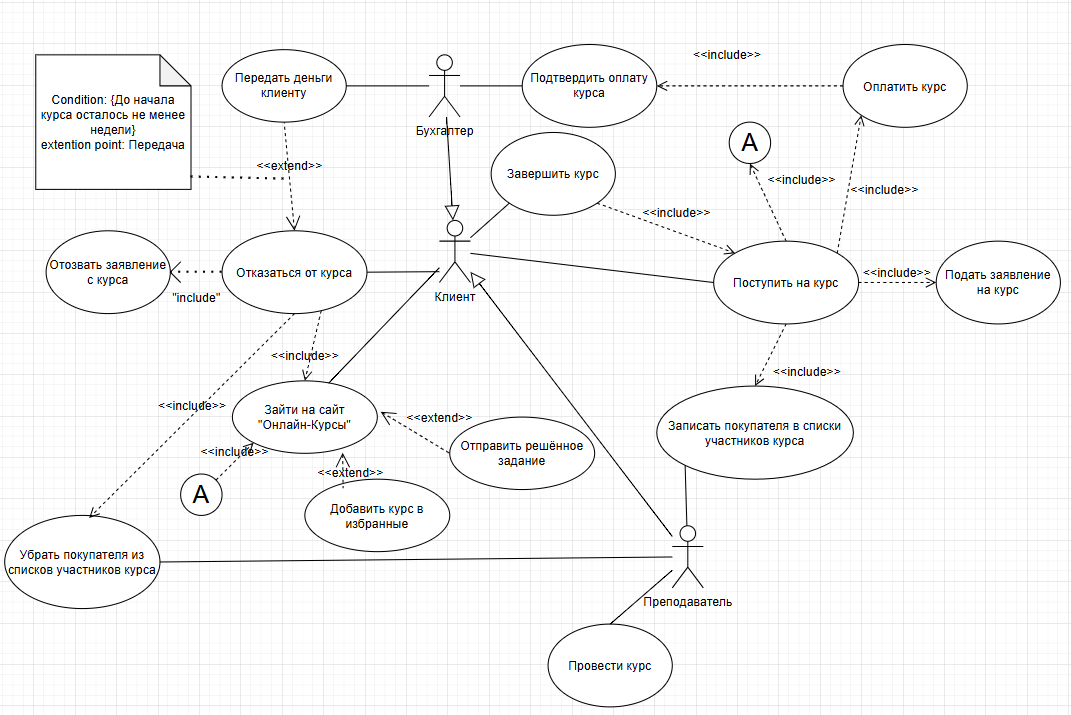 Condition: {До начала
курса осталось не менее
недели}
extention point: Передача
Передать деньги
клиенту
Бухгалтер
Подтвердить оплату
курса
<<include>>
Оплатить курс
A
<<include>>
<<include>>
<<extend>>
Завершить курс
<<include>>
Отозвать заявление
с курса
"include"
Отказаться от курса
Клиент
Поступить на курс
<<include>>
Подать заявление
на курс
<<include>>
<<include>>
<<include>>
Зайти на сайт
"Онлайн-Курсы"
<<extend>>
Отправить решённое
задание
Записать покупателя в списки
участников курса
<<include>>
A
<<extend>>
Добавить курс в
избранные
Убрать покупателя из
списков участников курса
Преподаватель
Провести курс